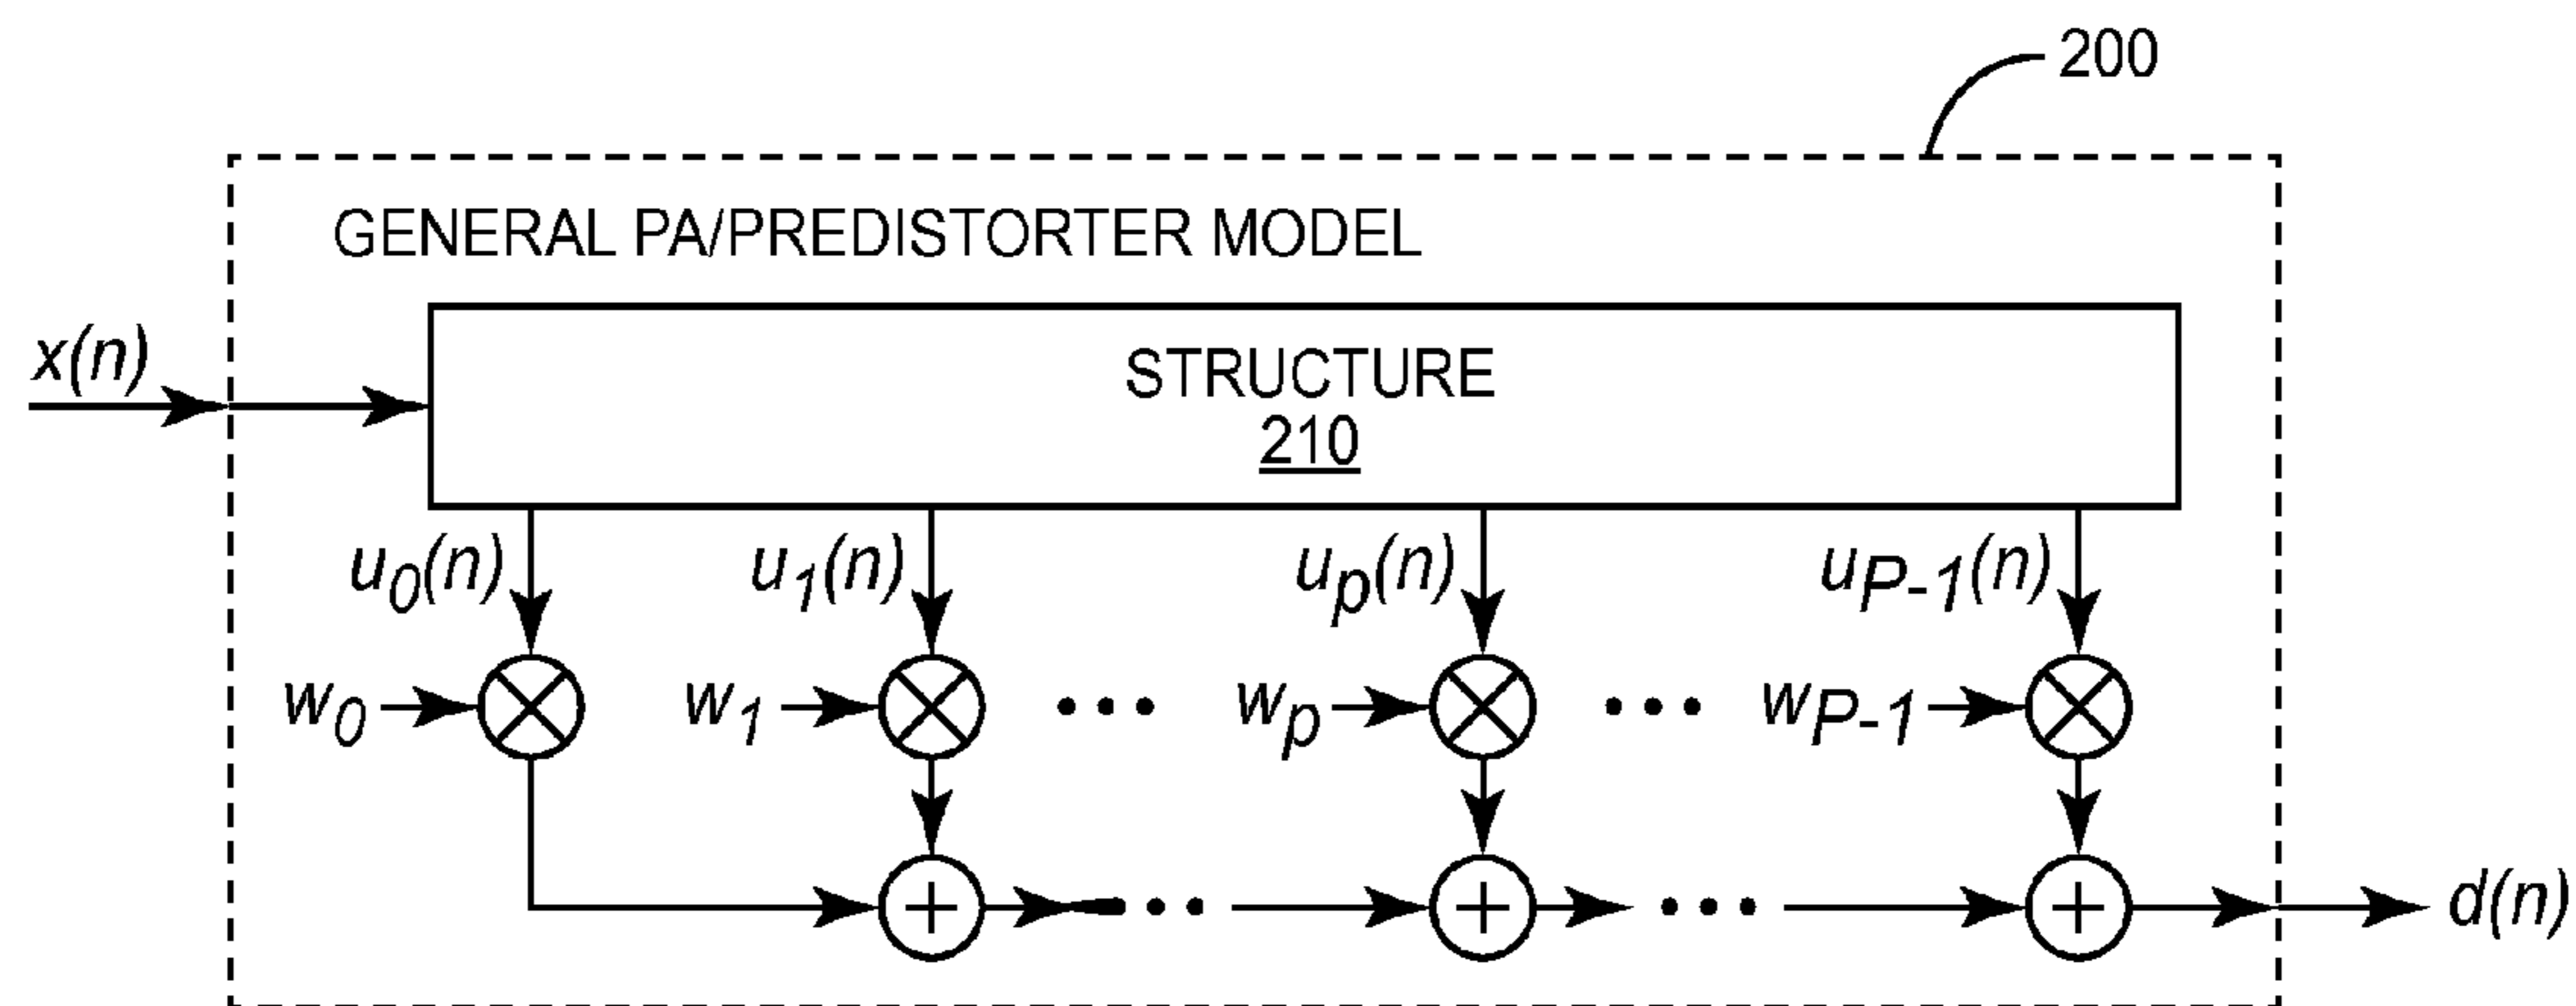 200
GENERAL PA/PREDISTORTER MODEL
x(n)
STRUCTURE
210
u0(n) u1(n) up(n) uP-1(n)
w0 w1 ••• wp ••• wP-1
+ ••• + ••• + d(n)